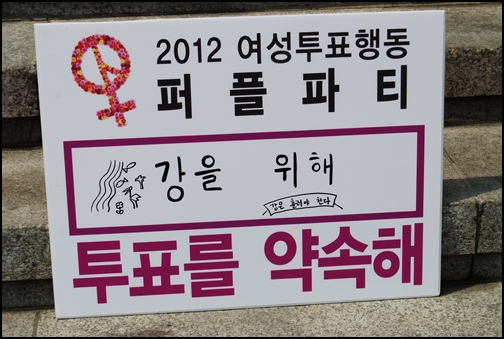 2012 여성투표행동
퍼플파티
강을 위해
강은 흘러야 한다
투표를 약속해